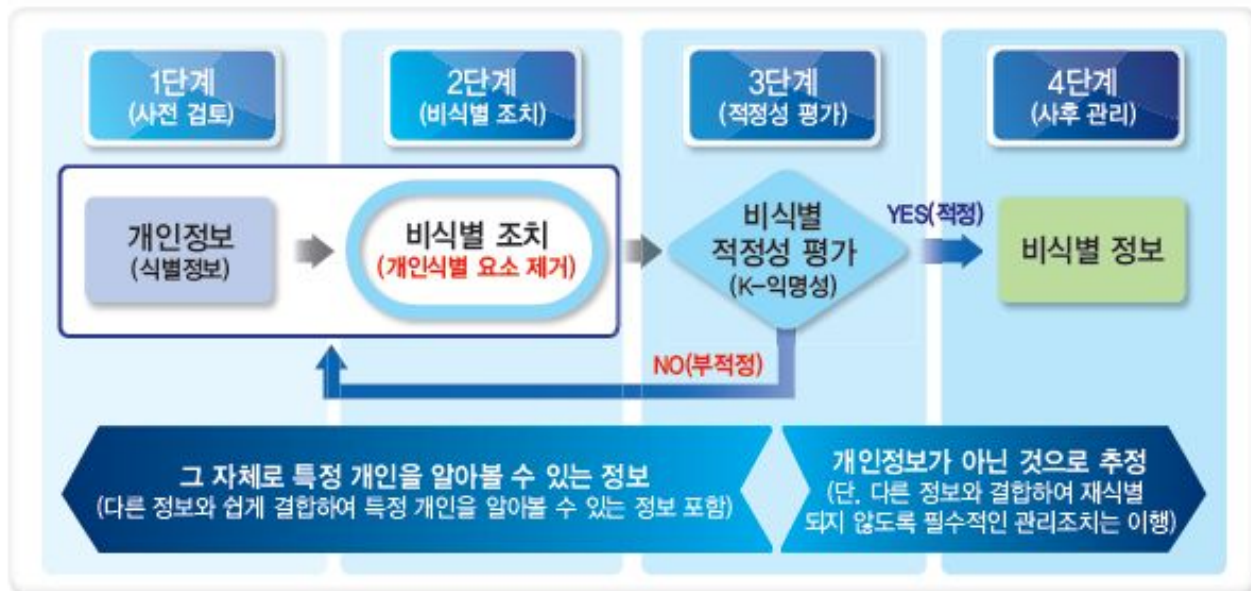 1단계
(사전 검토)
2단계
(비식별 조치)
3단계
(적정성 평가)
4단계
(사후 관리)
개인정보
(식별정보)
비식별 조치
(개인식별 요소 제거)
비식별
적정성 평가
(K-익명성)
YES(적정)
비식별 정보
NO(부적정)
그 자체로 특정 개인을 알아볼 수 있는 정보
(다른 정보와 쉽게 결합하여 특정 개인을 알아볼 수 있는 정보 포함)
개인정보가 아닌 것으로 추정
(단, 다른 정보와 결합하여 재식별
되지 않도록 필수적인 관리조치는 이행)